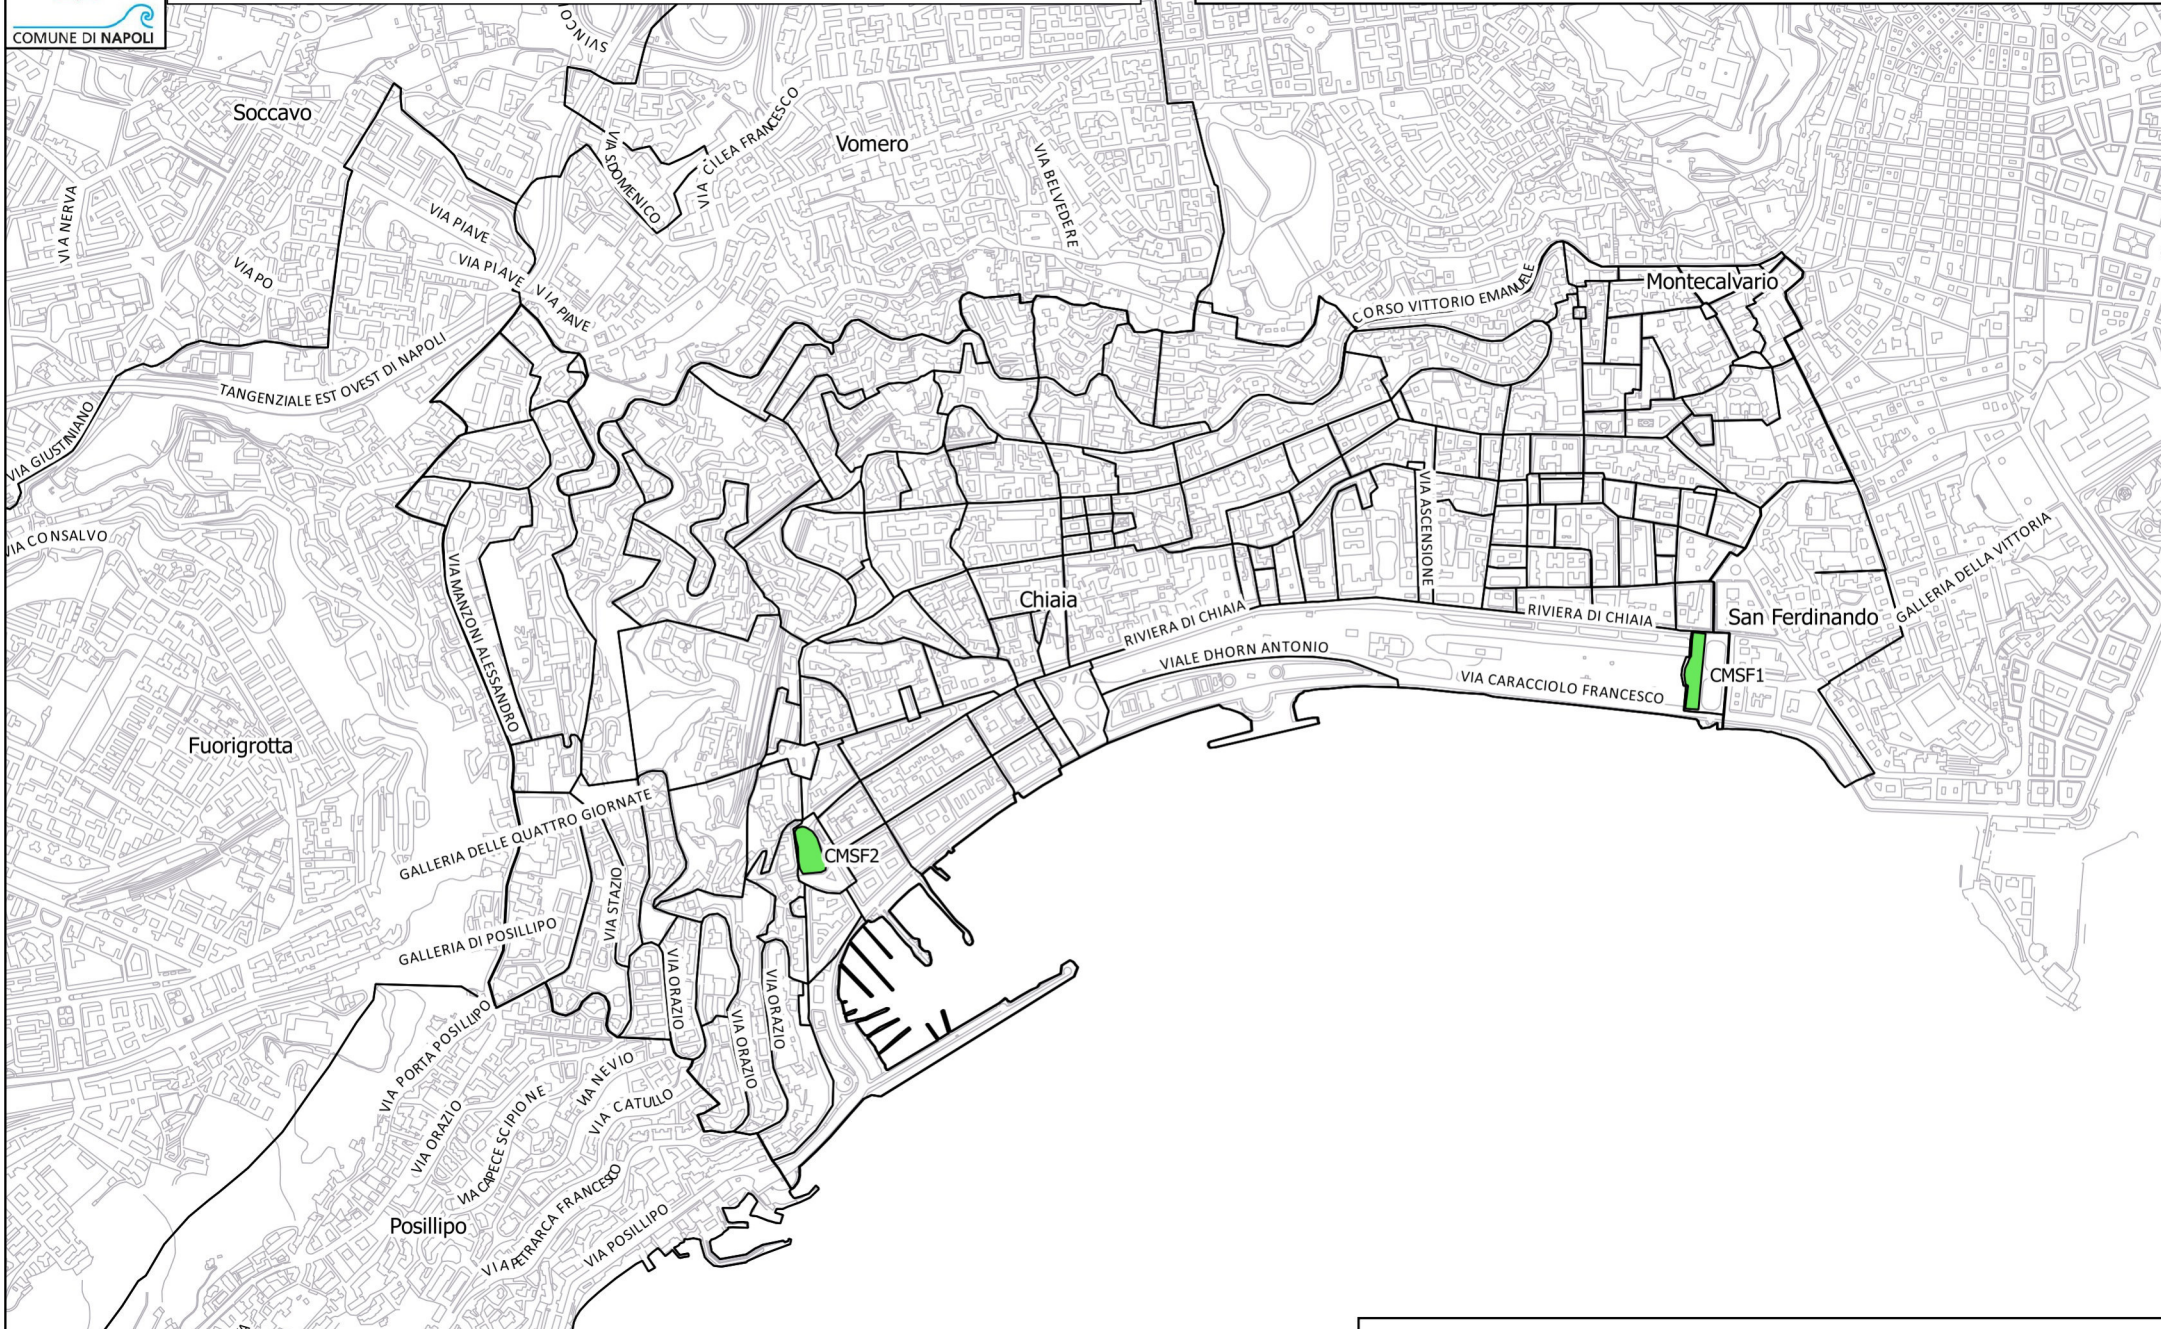 COMUNE DI NAPOLI
Soccavo
VIA S DOMENICO
VIA CILEA FRANCESCO
Vomero
VIA BELVEDERE
VIA NERVA
VIA PIAVE
VIA PO
VIA PIAVE
VIA PIAVE
CORSO VITTORIO EMANUELE
Montecalvario
TANGENZIALE EST OVEST DI NAPOLI
VIA GIUSTINIANO
VIA CONSALVO
VIA MANZONI ALESSANDRO
VIA ASCENSIONE
GALLERIA DELLA VITTORIA
Chiaia
RIVIERA DI CHIAIA
RIVIERA DI CHIAIA
San Ferdinando
VIALE DHORN ANTONIO
VIA CARACCIOLO FRANCESCO
CMSF1
Fuorigrotta
GALLERIA DELLE QUATTRO GIORNATE
CMSF2
VIA STAZIO
GALLERIA DI POSILLIPO
VIA ORAZIO
VIA ORAZIO
VIA ORAZIO
VIA PORTA POSILLIPO
VIA ORAZIO
VIA CAPECE SCIPIONE
VIA NEVIO
VIA CATULLO
Posillipo
VIA PETRARCA FRANCESCO
VIA POSILLIPO